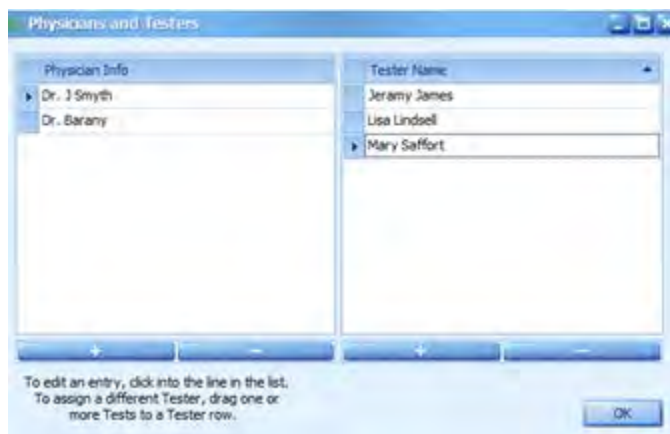 Physicians and Testers
Physician Info
Dr. J Smyth
Dr. Barany
Tester Name
Jeramy James
Lisa Lindsell
Mary Saffort
+ −
+ −
To edit an entry, click into the line in the list.
To assign a different Tester, drag one or
more Tests to a Tester row.
OK